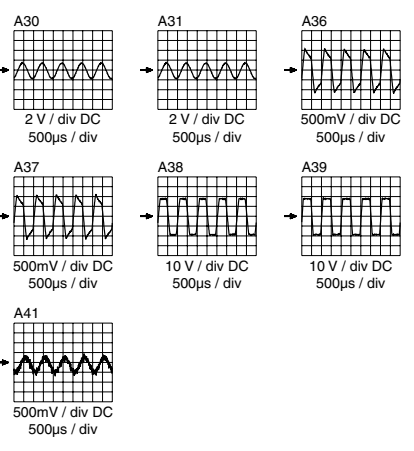 A30
2 V / div DC
500µs / div
A31
2 V / div DC
500µs / div
A36
500mV / div DC
500µs / div
A37
500mV / div DC
500µs / div
A38
10 V / div DC
500µs / div
A39
10 V / div DC
500µs / div
A41
500mV / div DC
500µs / div